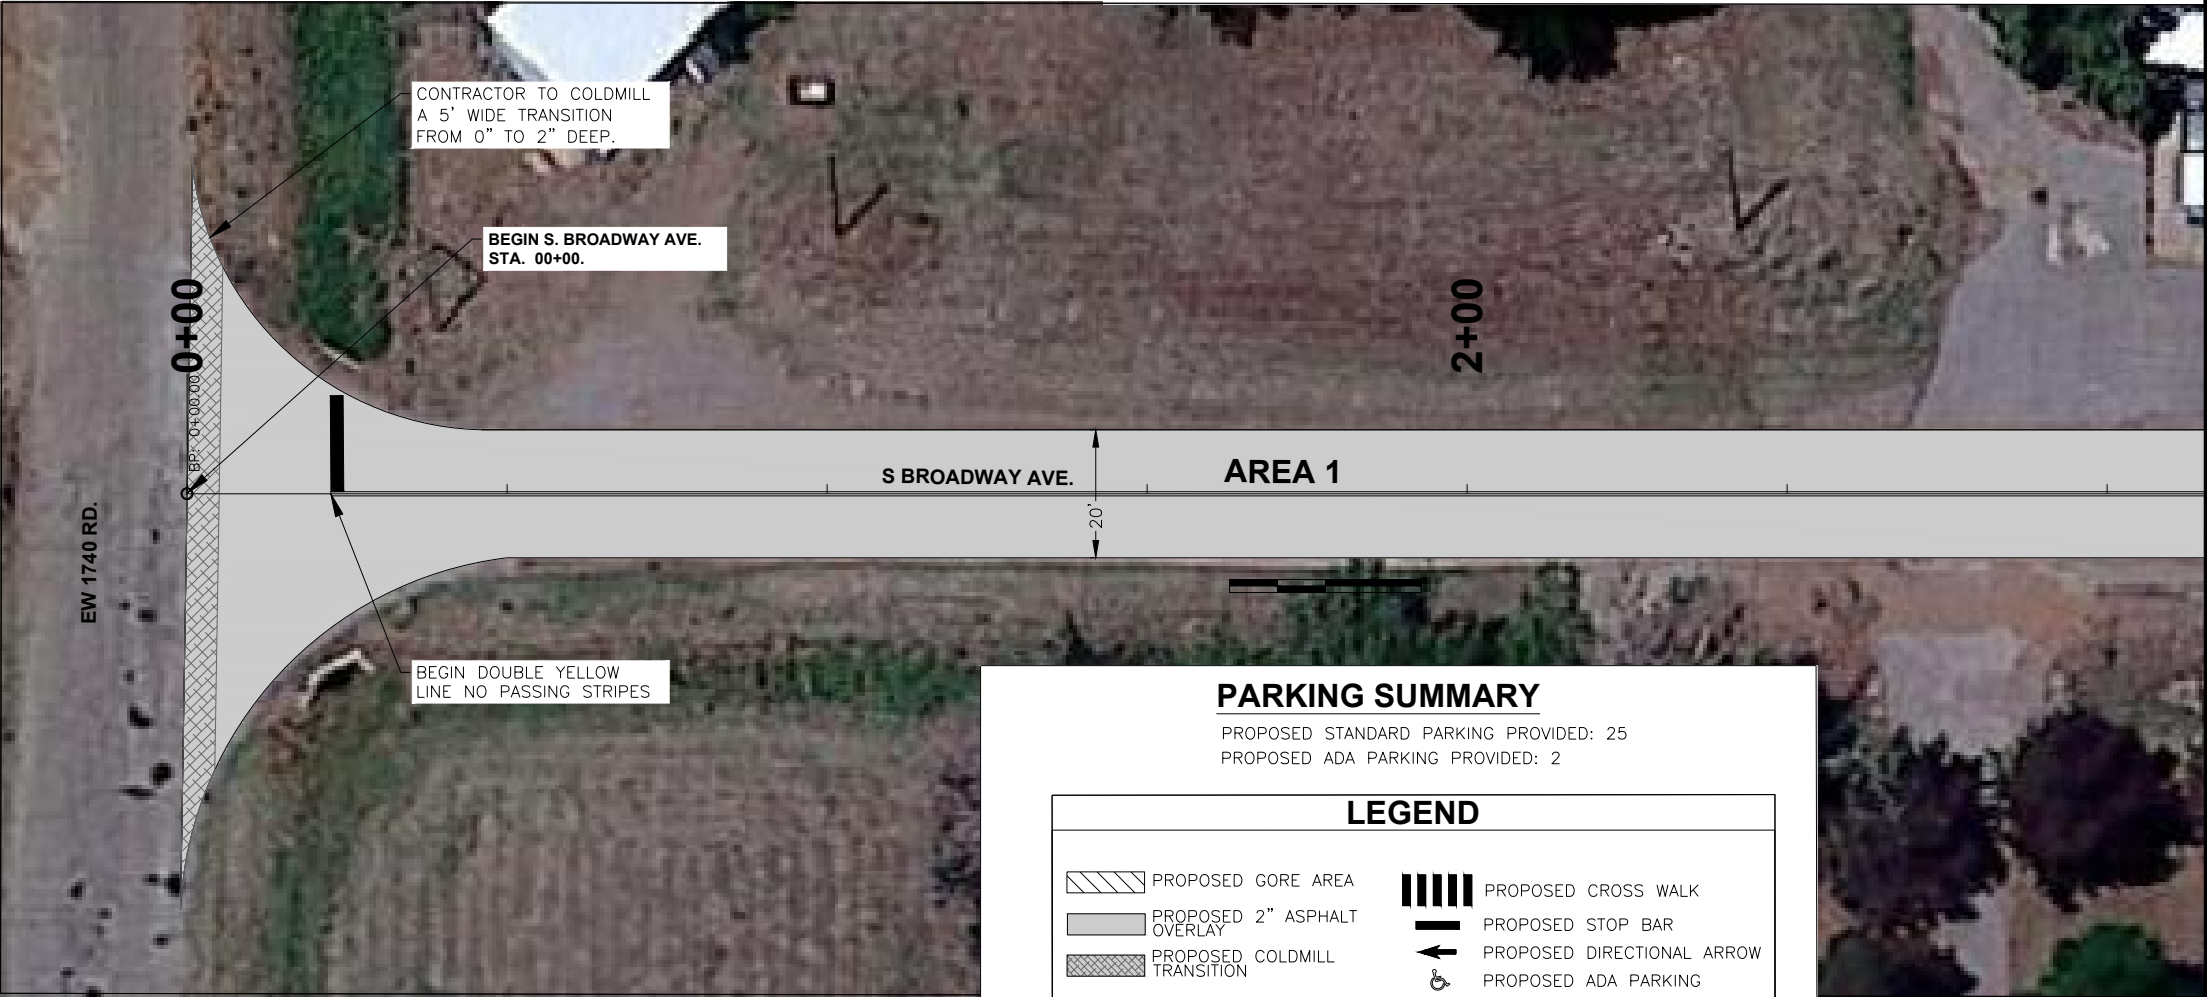 CONTRACTOR TO COLDMILL
A 5' WIDE TRANSITION
FROM 0" TO 2" DEEP.
BEGIN S. BROADWAY AVE.
STA. 00+00.
0+00
2+00
BP: 0+00.00
S BROADWAY AVE.
AREA 1
20'
EW 1740 RD.
BEGIN DOUBLE YELLOW
LINE NO PASSING STRIPES
PARKING SUMMARY
PROPOSED STANDARD PARKING PROVIDED: 25
PROPOSED ADA PARKING PROVIDED: 2
LEGEND
PROPOSED GORE AREA
PROPOSED 2" ASPHALT
OVERLAY
PROPOSED COLDMILL
TRANSITION
PROPOSED CROSS WALK
PROPOSED STOP BAR
PROPOSED DIRECTIONAL ARROW
PROPOSED ADA PARKING